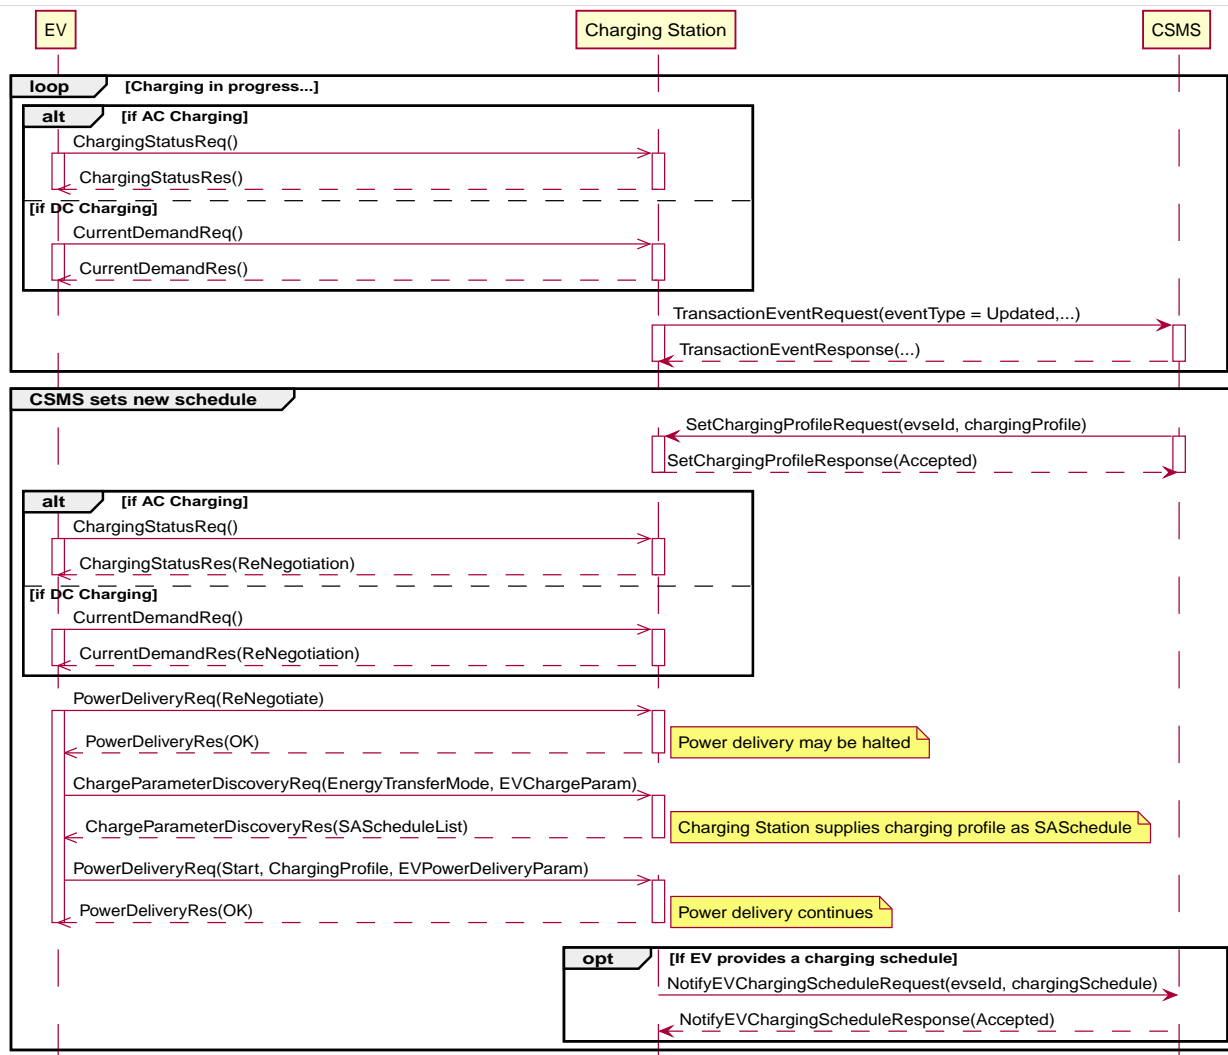 EV
Charging Station
CSMS
loop
[Charging in progress...]
alt
[if AC Charging]
ChargingStatusReq()
ChargingStatusRes()
[if DC Charging]
CurrentDemandReq()
CurrentDemandRes()
TransactionEventRequest(eventType = Updated,...)
TransactionEventResponse(...)
CSMS sets new schedule
SetChargingProfileRequest(evseId, chargingProfile)
SetChargingProfileResponse(Accepted)
alt
[if AC Charging]
ChargingStatusReq()
ChargingStatusRes(ReNegotiation)
[if DC Charging]
CurrentDemandReq()
CurrentDemandRes(ReNegotiation)
PowerDeliveryReq(ReNegotiate)
PowerDeliveryRes(OK)
Power delivery may be halted
ChargeParameterDiscoveryReq(EnergyTransferMode, EVChargeParam)
ChargeParameterDiscoveryRes(SAScheduleList)
Charging Station supplies charging profile as SASchedule
PowerDeliveryReq(Start, ChargingProfile, EVPowerDeliveryParam)
PowerDeliveryRes(OK)
Power delivery continues
opt
[If EV provides a charging schedule]
NotifyEVChargingScheduleRequest(evseId, chargingSchedule)
NotifyEVChargingScheduleResponse(Accepted)